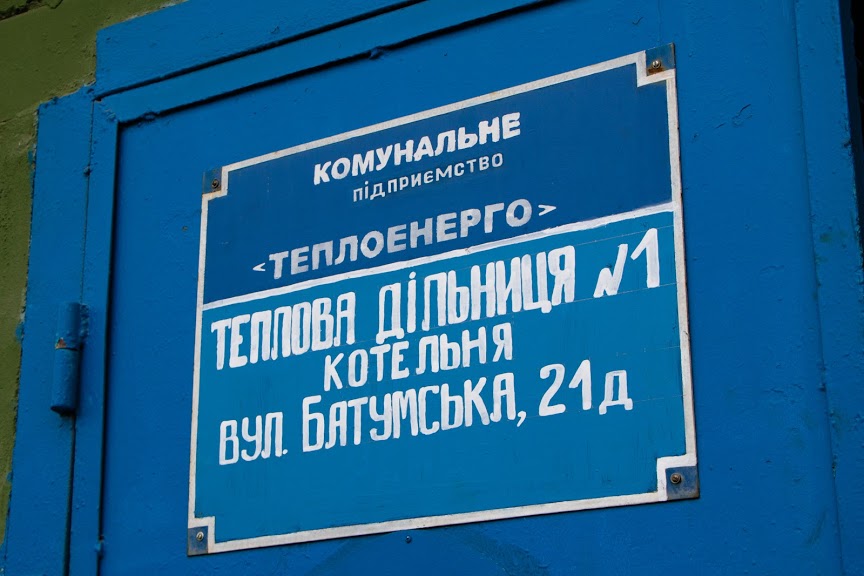 КОМУНАЛЬНЕ
ПІДПРИЄМСТВО
<ТЕПЛОЕНЕРГО>
ТЕПЛОВА ДІЛЬНИЦЯ №1
КОТЕЛЬНЯ
ВУЛ. БАТУМСЬКА, 21Д